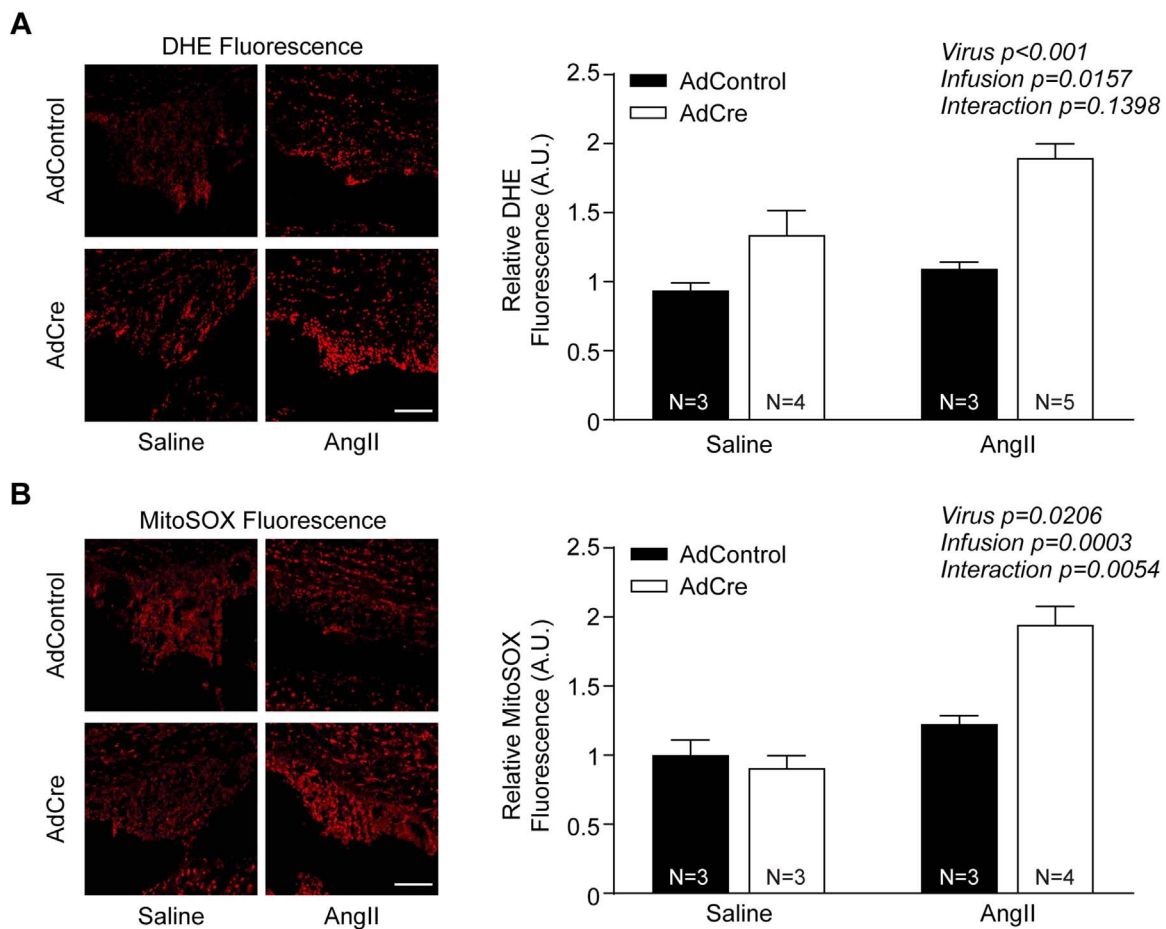 A
DHE Fluorescence
AdControl
AdCre
Saline
AngII
Relative DHE
Fluorescence (A.U.)
2.5
2
1.5
1
0.5
0
AdControl
AdCre
Virus p<0.001
Infusion p=0.0157
Interaction p=0.1398
N=3
N=4
N=3
N=5
Saline
AngII
B
MitoSOX Fluorescence
AdControl
AdCre
Saline
AngII
Relative MitoSOX
Fluorescence (A.U.)
2.5
2
1.5
1
0.5
0
AdControl
AdCre
Virus p=0.0206
Infusion p=0.0003
Interaction p=0.0054
N=3
N=3
N=3
N=4
Saline
AngII